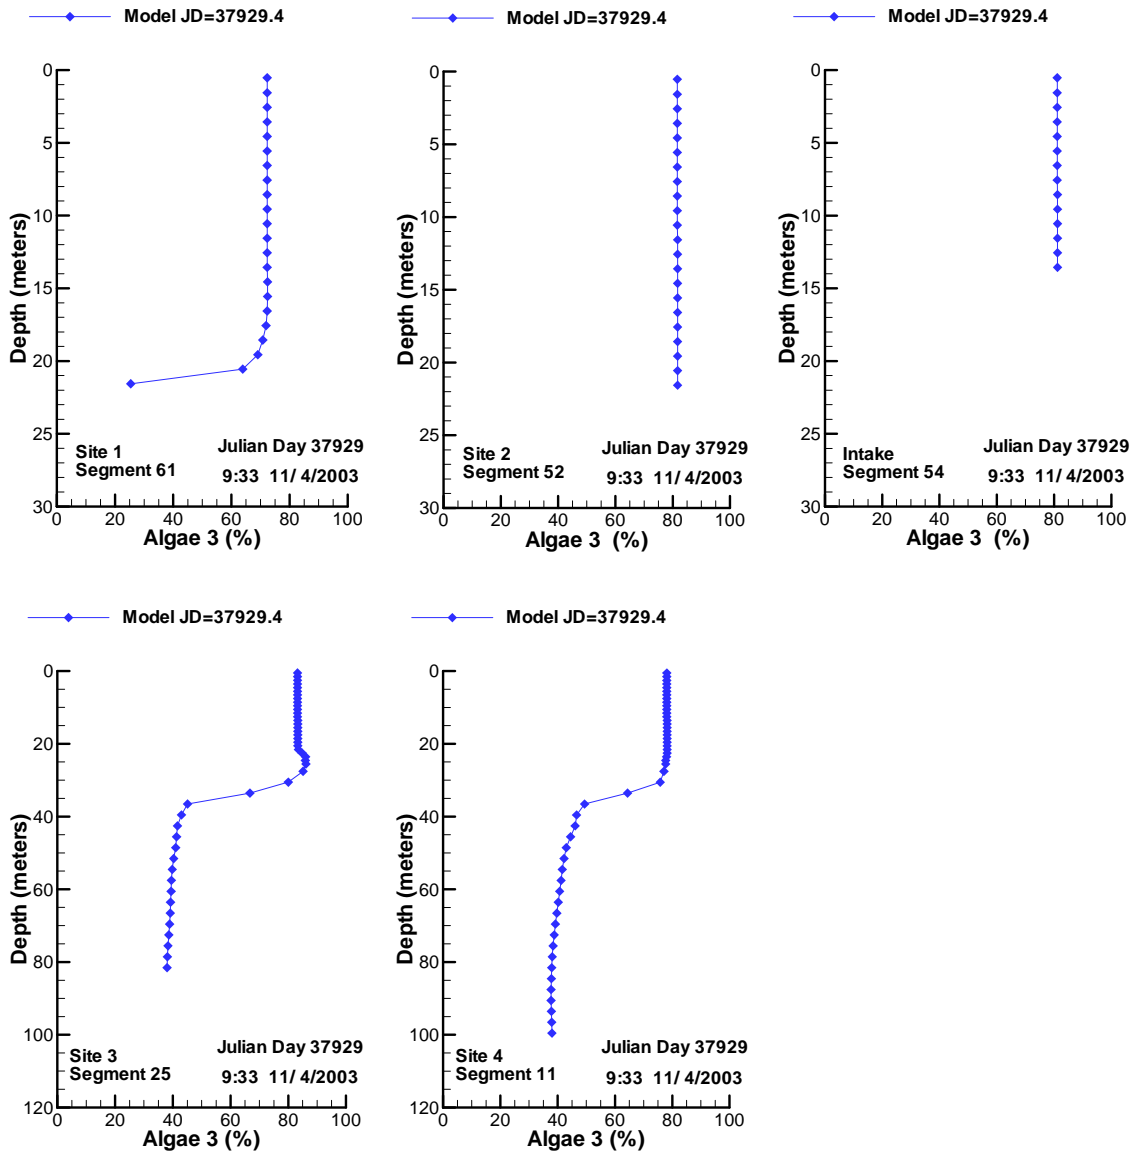 Model JD=37929.4
Model JD=37929.4
Model JD=37929.4
0
5
10
15
20
25
30
Depth (meters)
Site 1
Segment 61
Julian Day 37929
9:33 11/ 4/2003
0 20 40 60 80 100
Algae 3 (%)
0
5
10
15
20
25
30
Depth (meters)
Site 2
Segment 52
Julian Day 37929
9:33 11/ 4/2003
0 20 40 60 80 100
Algae 3 (%)
0
5
10
15
20
25
30
Depth (meters)
Intake
Segment 54
Julian Day 37929
9:33 11/ 4/2003
0 20 40 60 80 100
Algae 3 (%)
Model JD=37929.4
Model JD=37929.4
0
20
40
60
80
100
120
Depth (meters)
Site 3
Segment 25
Julian Day 37929
9:33 11/ 4/2003
0 20 40 60 80 100
Algae 3 (%)
0
20
40
60
80
100
120
Depth (meters)
Site 4
Segment 11
Julian Day 37929
9:33 11/ 4/2003
0 20 40 60 80 100
Algae 3 (%)